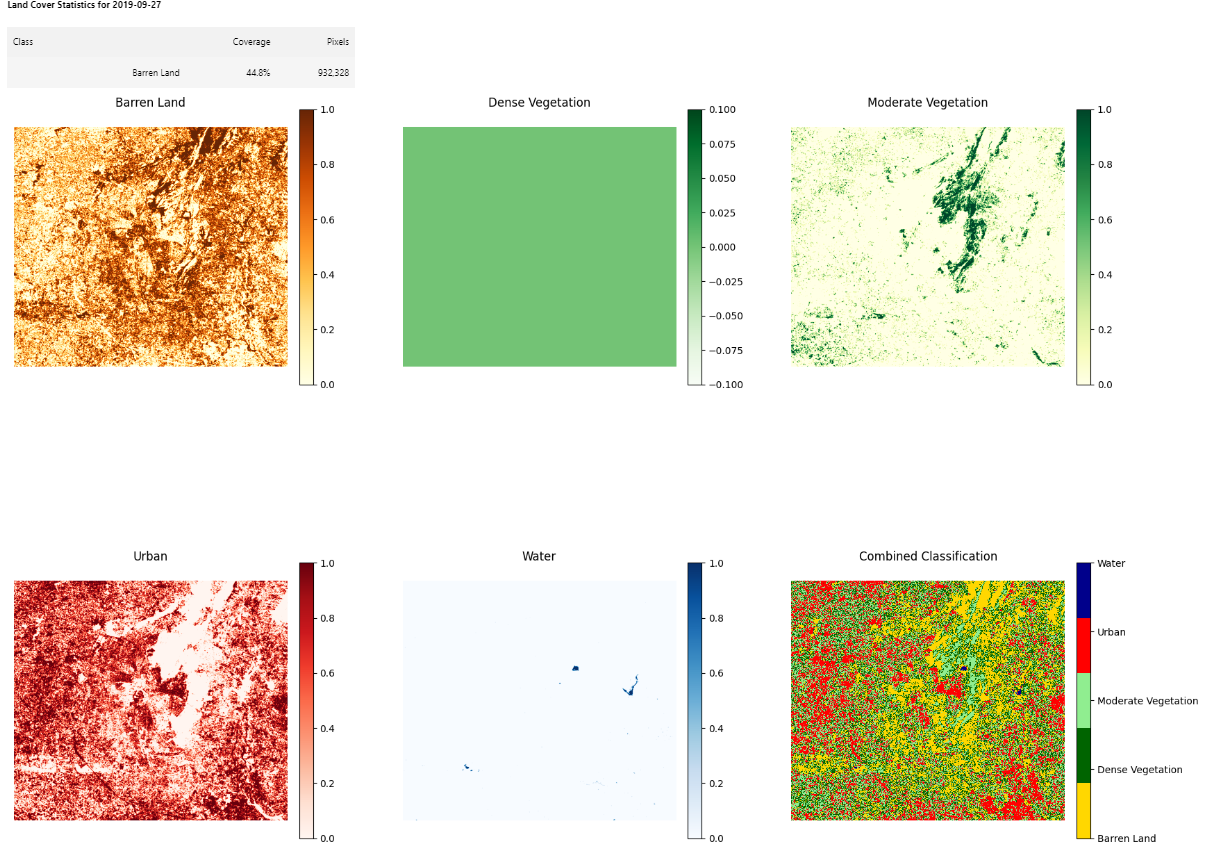 Land Cover Statistics for 2019-09-27
Class Coverage Pixels
Barren Land 44.8% 932,328
Barren Land
1.0
0.8
0.6
0.4
0.2
0.0
Dense Vegetation
0.100
0.075
0.050
0.025
0.000
−0.025
−0.050
−0.075
−0.100
Moderate Vegetation
1.0
0.8
0.6
0.4
0.2
0.0
Urban
1.0
0.8
0.6
0.4
0.2
0.0
Water
1.0
0.8
0.6
0.4
0.2
0.0
Combined Classification
Water
Urban
Moderate Vegetation
Dense Vegetation
Barren Land